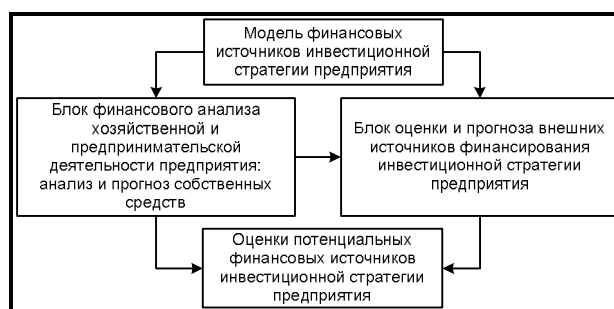 Модель финансовых
источников инвестиционной
стратегии предприятия
Блок финансового анализа
хозяйственной и
предпринимательской
деятельности предприятия:
анализ и прогноз собственных
средств
Блок оценки и прогноза внешних
источников финансирования
инвестиционной стратегии
предприятия
Оценки потенциальных
финансовых источников
инвестиционной стратегии
предприятия